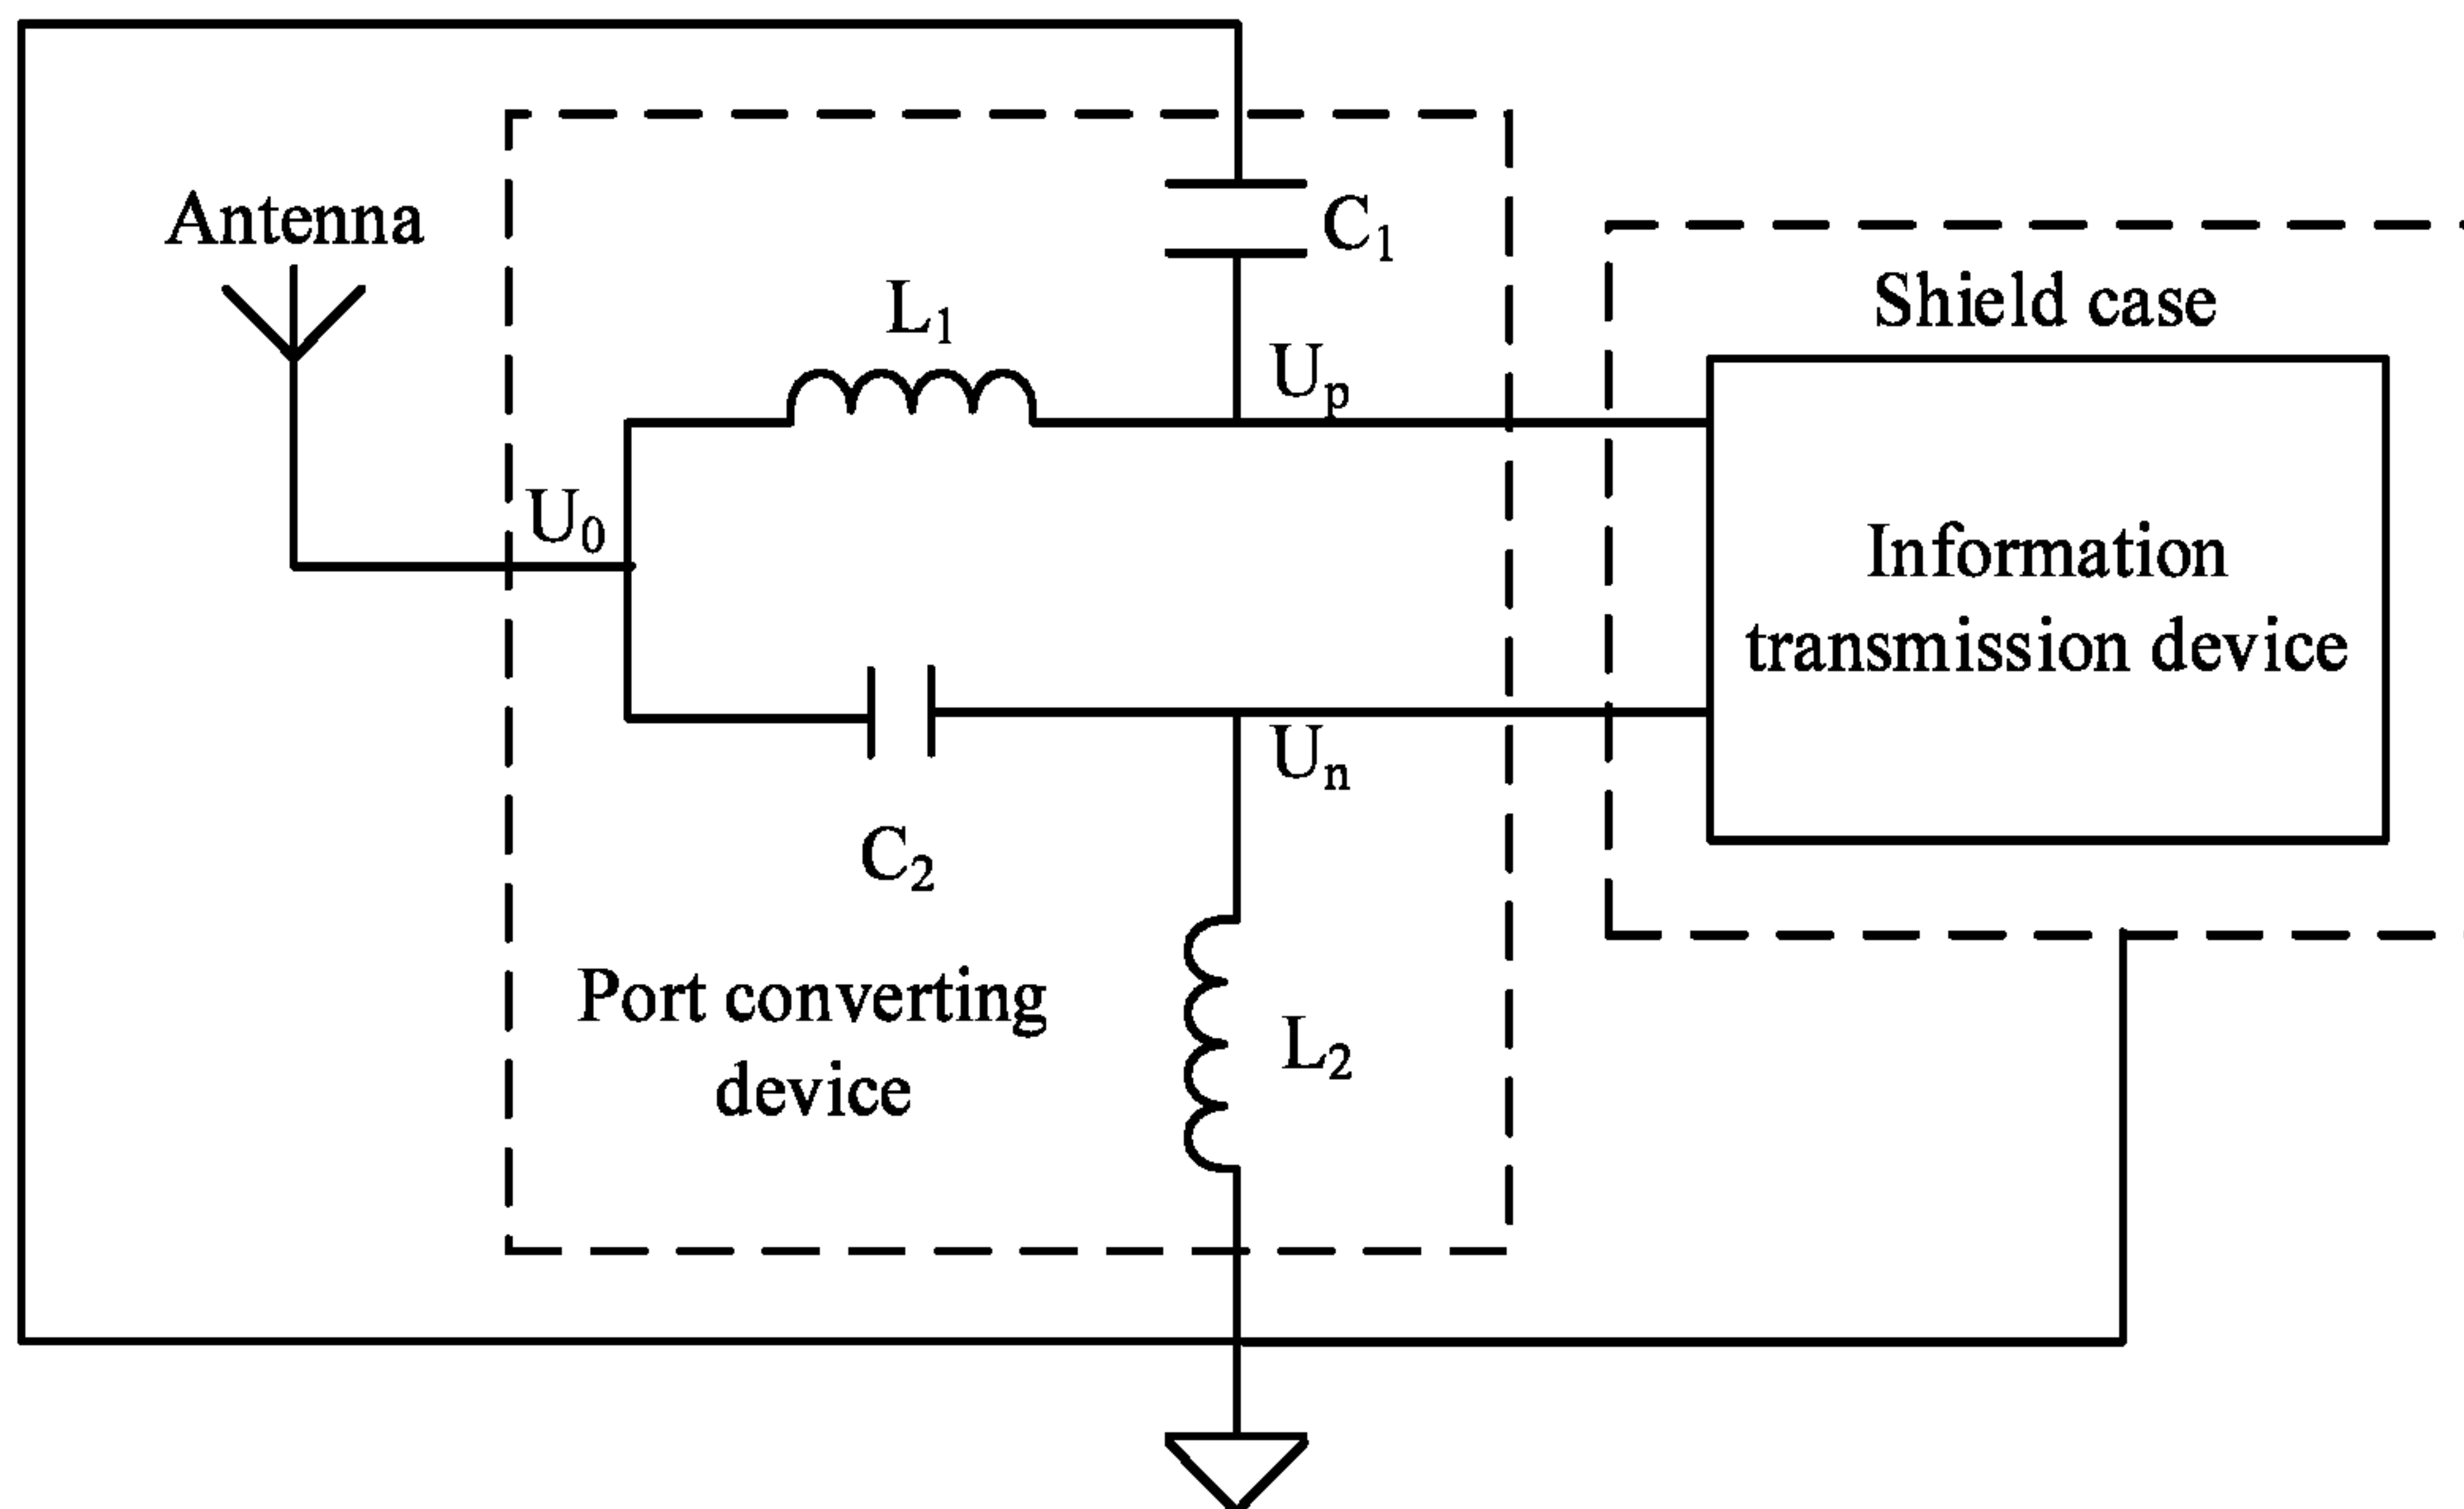 Antenna
C1
Shield case
L1
Up
U0
Information
transmission device
Un
C2
Port converting
device
L2